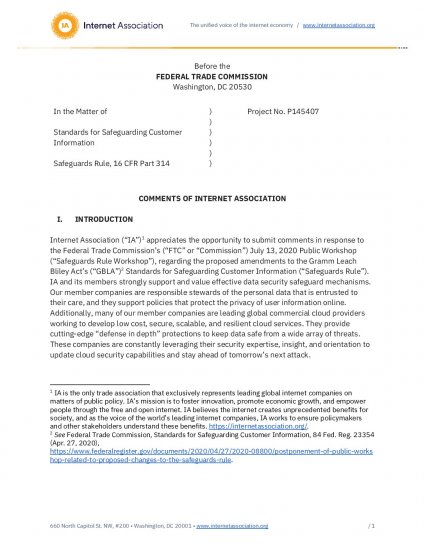 IA Internet Association
The unified voice of the internet economy / www.internetassociation.org
Before the
FEDERAL TRADE COMMISSION
Washington, DC 20530
In the Matter of ) Project No. P145407
)
Standards for Safeguarding Customer )
Information )
)
Safeguards Rule, 16 CFR Part 314 )
COMMENTS OF INTERNET ASSOCIATION
I. INTRODUCTION
Internet Association (“IA”)1 appreciates the opportunity to submit comments in response to
the Federal Trade Commission’s (“FTC” or “Commission”) July 13, 2020 Public Workshop
(“Safeguards Rule Workshop”), regarding the proposed amendments to the Gramm Leach
Bliley Act’s (“GBLA”)2 Standards for Safeguarding Customer Information (“Safeguards Rule”).
IA and its members strongly support and value effective data security safeguard mechanisms.
Our member companies are responsible stewards of the personal data that is entrusted to
their care, and they support policies that protect the privacy of user information online.
Additionally, many of our member companies are leading global commercial cloud providers
working to develop low cost, secure, scalable, and resilient cloud services. They provide
cutting-edge “defense in depth” protections to keep data safe from a wide array of threats.
These companies are constantly leveraging their security expertise, insight, and orientation to
update cloud security capabilities and stay ahead of tomorrow’s next attack.
1 IA is the only trade association that exclusively represents leading global internet companies on
matters of public policy. IA’s mission is to foster innovation, promote economic growth, and empower
people through the free and open internet. IA believes the internet creates unprecedented benefits for
society, and as the voice of the world’s leading internet companies, IA works to ensure policymakers
and other stakeholders understand these benefits. https://internetassociation.org/.
2 See Federal Trade Commission, Standards for Safeguarding Customer Information, 84 Fed. Reg. 23354
(Apr. 27, 2020),
https://www.federalregister.gov/documents/2020/04/27/2020-08800/postponement-of-public-works
hop-related-to-proposed-changes-to-the-safeguards-rule.
660 North Capitol St. NW, #200 • Washington, DC 20001 • www.internetassociation.org / 1